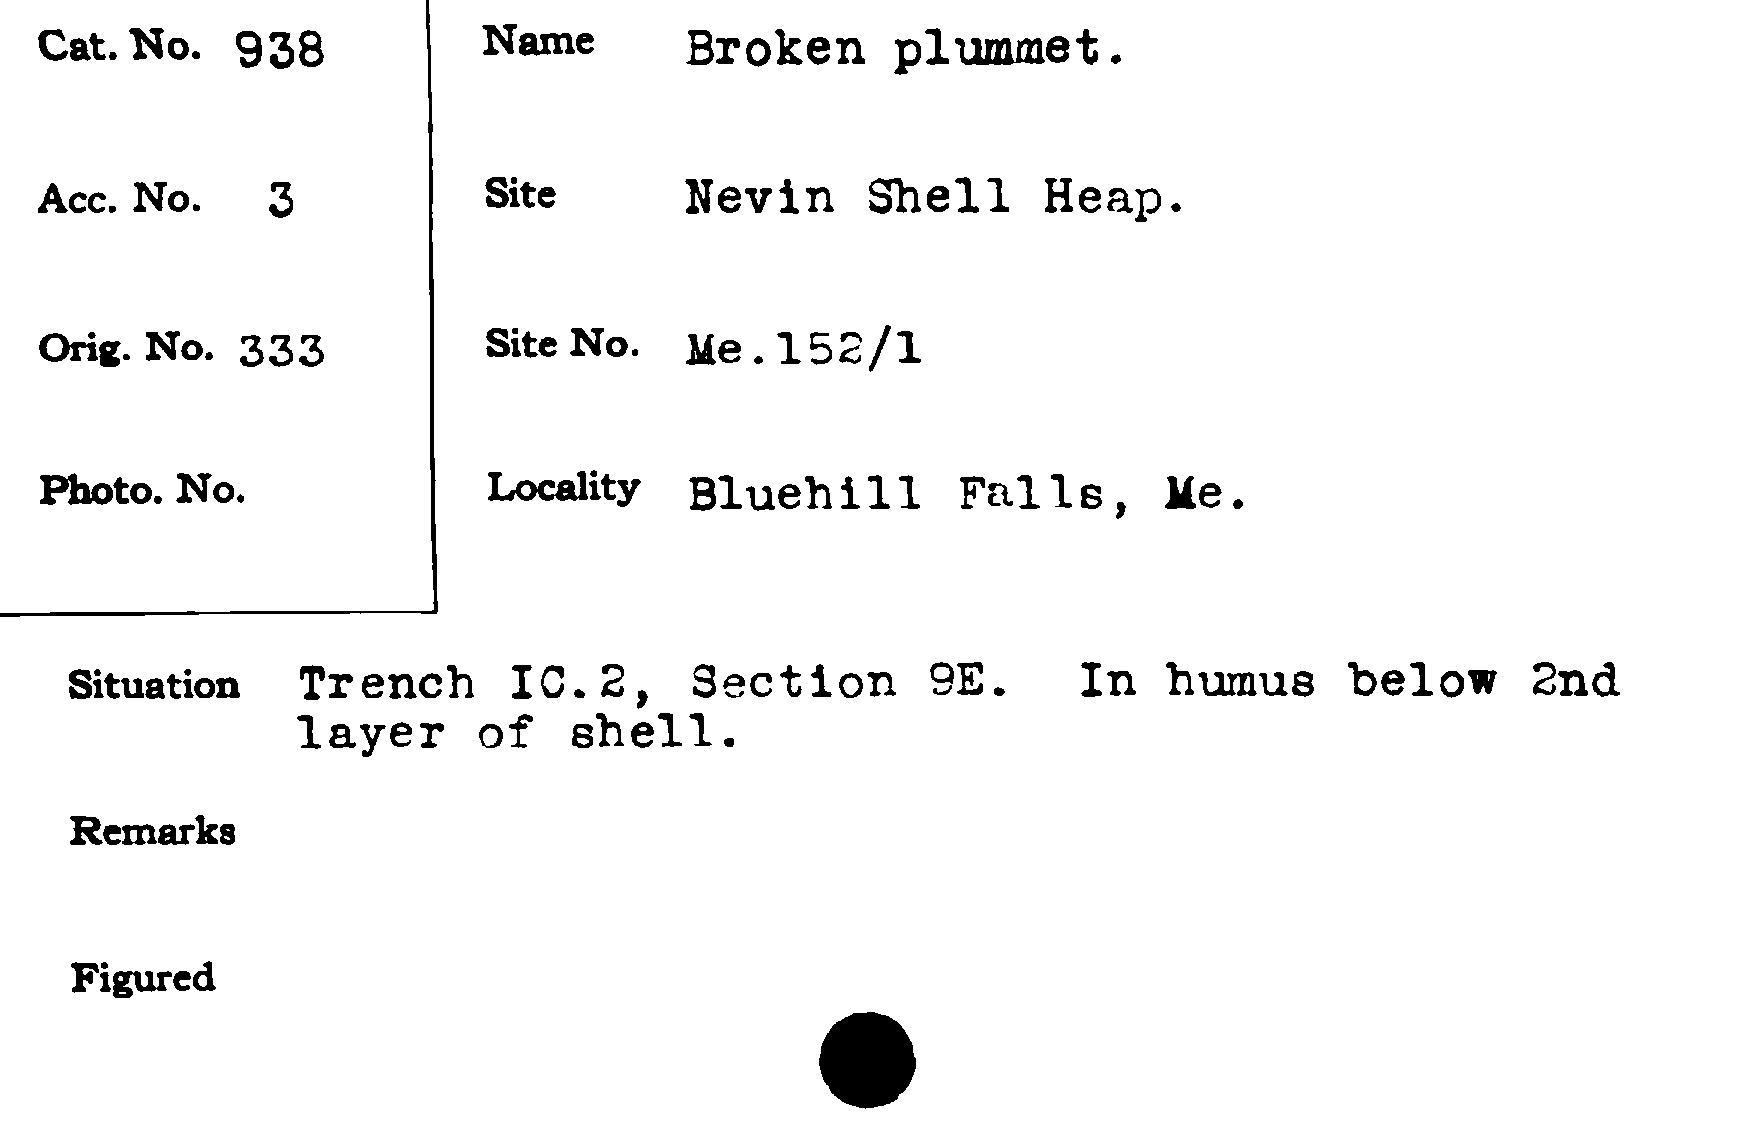 Cat. No. 938
Name Broken plummet.
Acc. No. 3
Site Nevin Shell Heap.
Orig. No. 333
Site No. Me.152/1
Photo. No.
Locality Bluehill Falls, Me.
Situation Trench IC.2, Section 9E. In humus below 2nd
layer of shell.
Remarks
Figured